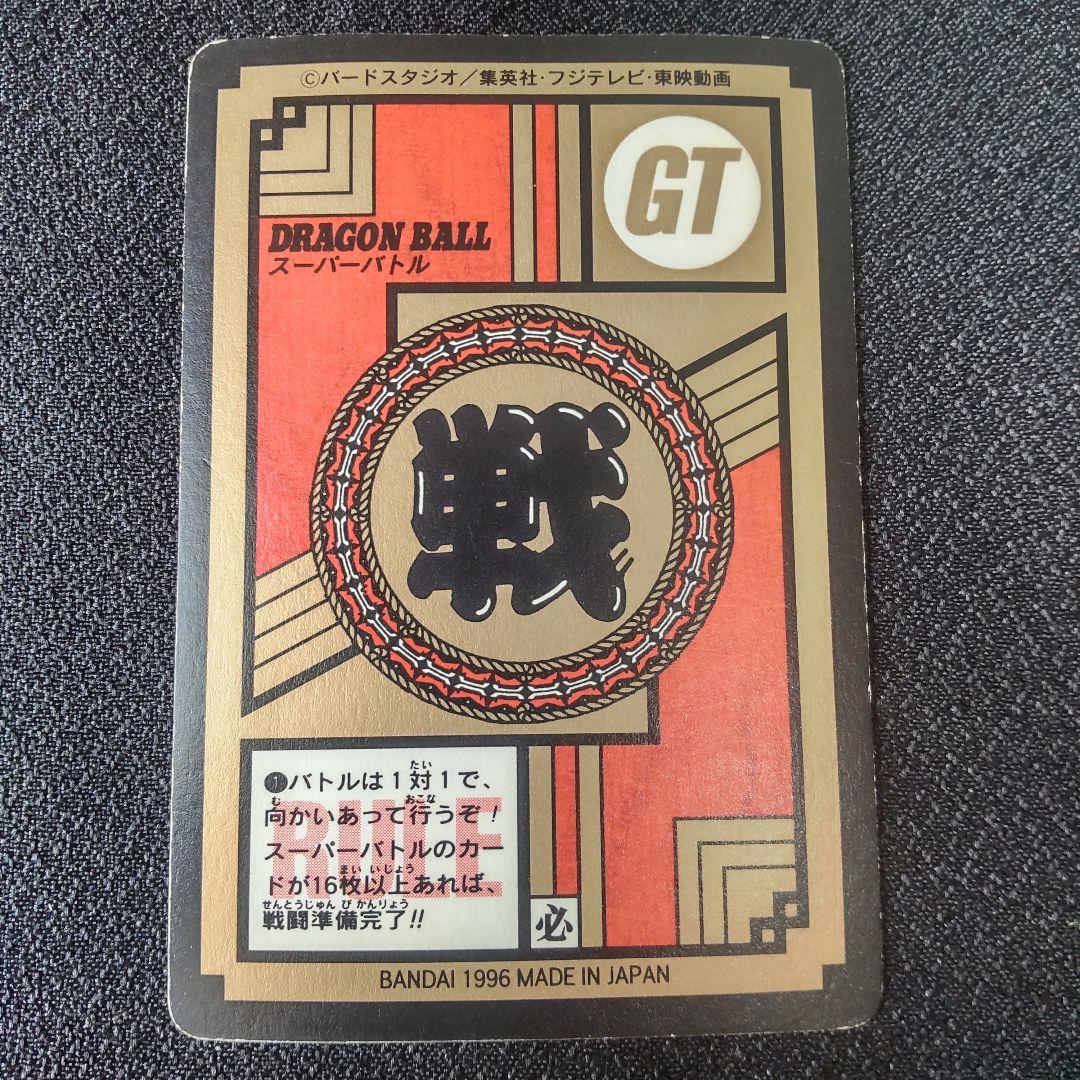 ©バードスタジオ／集英社・フジテレビ・東映動画
GT
DRAGON BALL
スーパーバトル
戦
RULE
❶バトルは1対1で、
向かいあって行うぞ！
スーパーバトルのカー
ドが16枚以上あれば、
戦闘準備完了!!
必
BANDAI 1996 MADE IN JAPAN